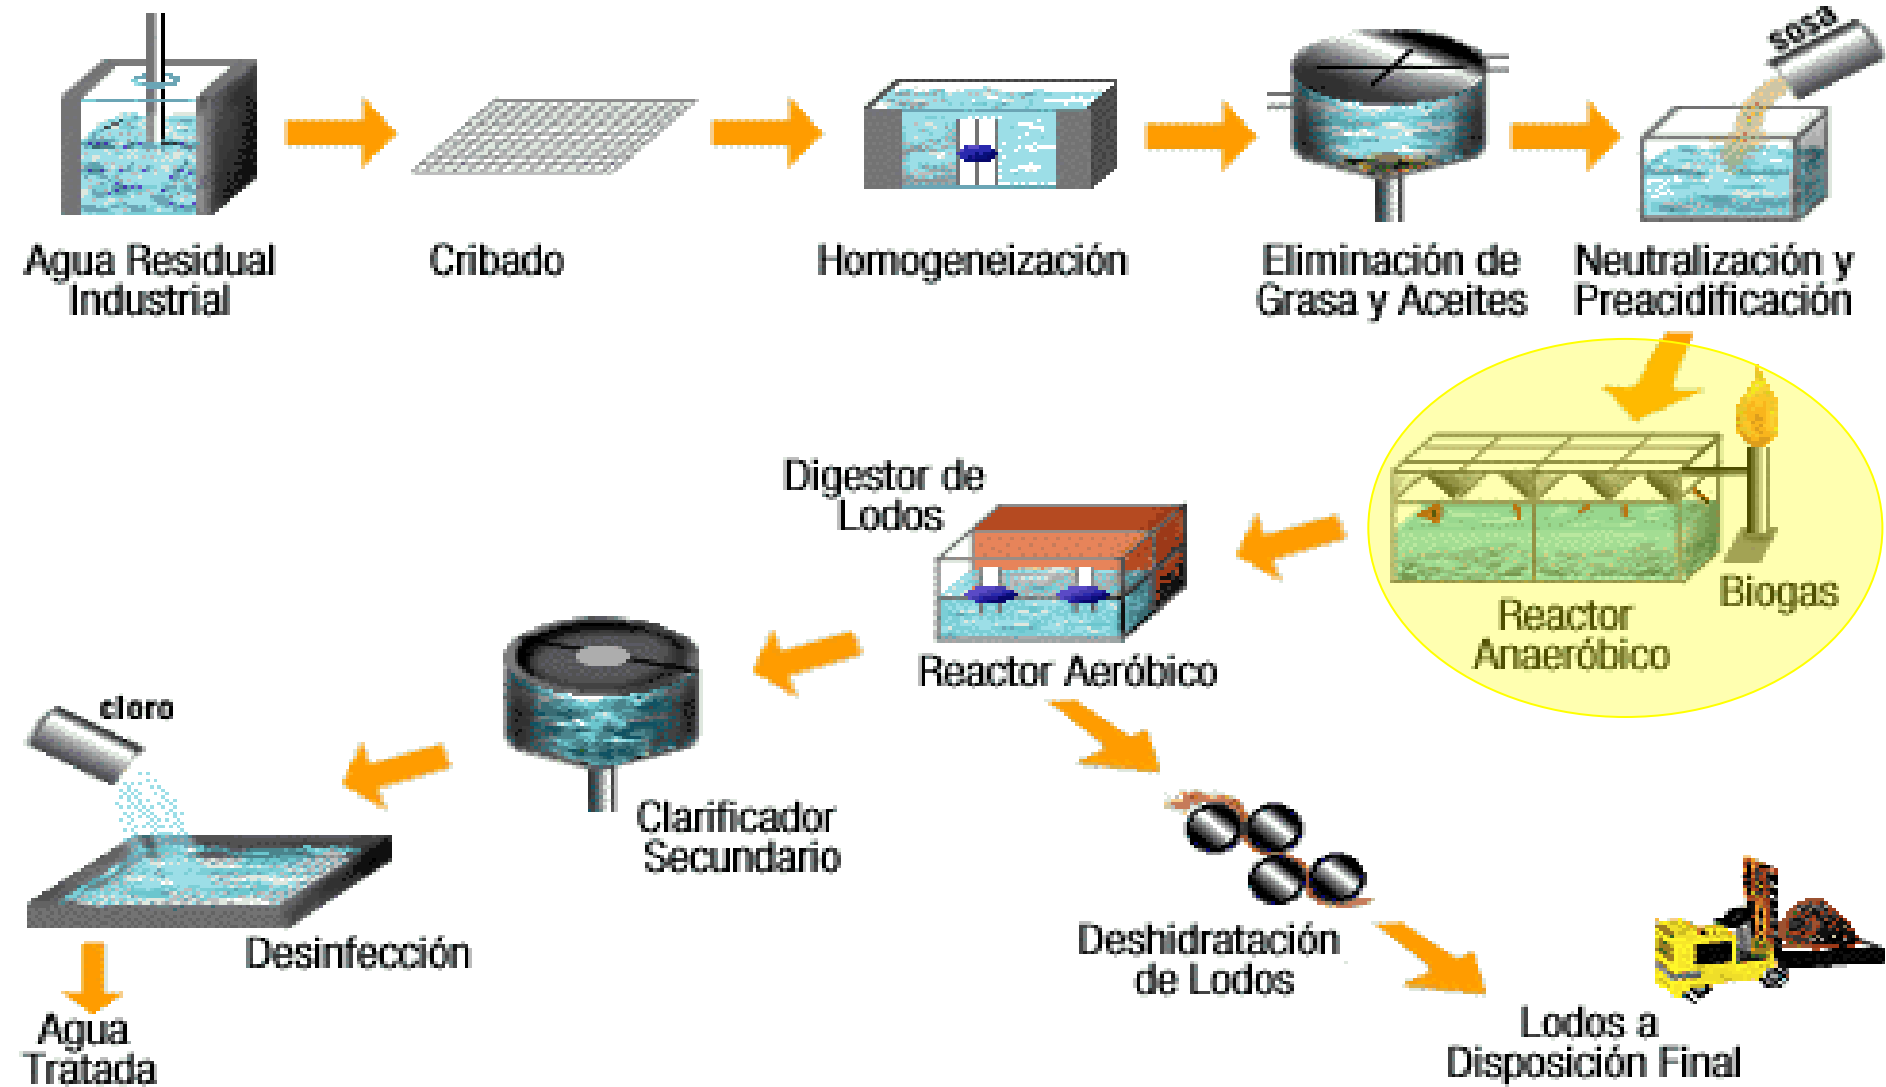 sosa
Agua Residual
Industrial
Cribado
Homogeneización
Eliminación de
Grasa y Aceites
Neutralización y
Preacidificación
Digestor de
Lodos
Biogas
Reactor
Anaeróbico
Reactor Aeróbico
cloro
Clarificador
Secundario
Desinfección
Deshidratación
de Lodos
Agua
Tratada
Lodos a
Disposición Final